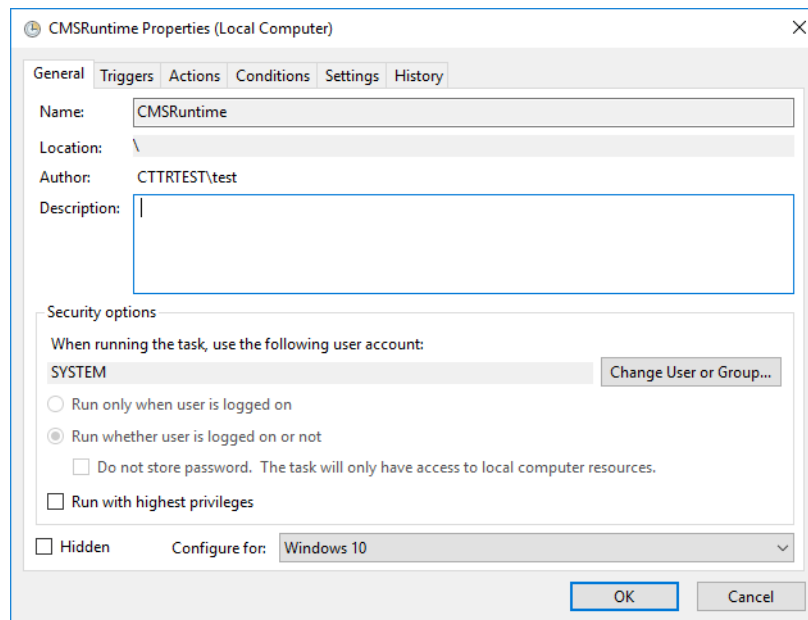 CMSRuntime Properties (Local Computer)
General Triggers Actions Conditions Settings History
Name: CMSRuntime
Location: \
Author: CTTRTEST\test
Description:
Security options
When running the task, use the following user account:
SYSTEM Change User or Group...
Run only when user is logged on
Run whether user is logged on or not
Do not store password. The task will only have access to local computer resources.
Run with highest privileges
Hidden Configure for: Windows 10
OK Cancel